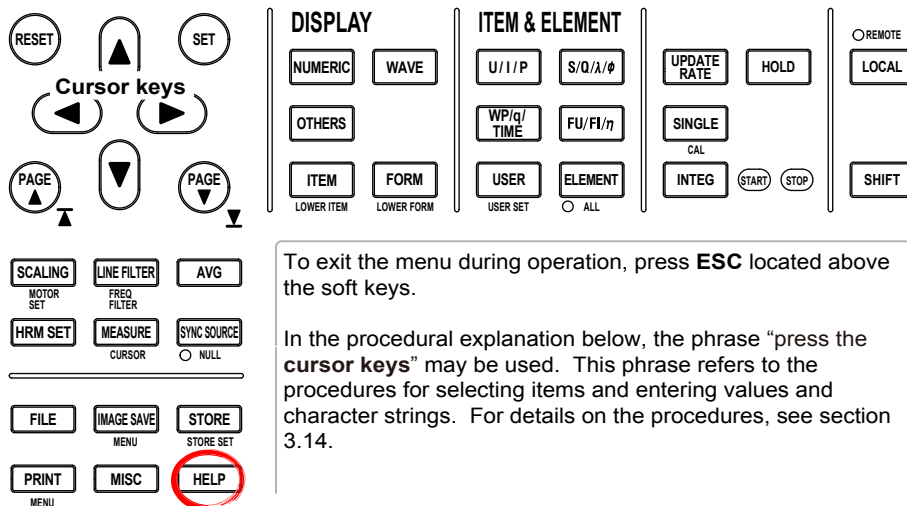 DISPLAY
ITEM & ELEMENT
RESET
SET
REMOTE
NUMERIC
WAVE
U/I/P
S/Q/λ/ϕ
UPDATE RATE
HOLD
LOCAL
Cursor keys
OTHERS
WP/q/
TIME
FU/FI/η
SINGLE
CAL
PAGE
PAGE
ITEM
FORM
USER
ELEMENT
INTEG
START
STOP
SHIFT
LOWER ITEM
LOWER FORM
USER SET
ALL
SCALING
LINE FILTER
AVG
MOTOR
SET
FREQ
FILTER
HRM SET
MEASURE
SYNC SOURCE
CURSOR
NULL
FILE
IMAGE SAVE
STORE
MENU
STORE SET
PRINT
MISC
HELP
MENU
To exit the menu during operation, press ESC located above
the soft keys.
In the procedural explanation below, the phrase “press the
cursor keys” may be used. This phrase refers to the
procedures for selecting items and entering values and
character strings. For details on the procedures, see section
3.14.